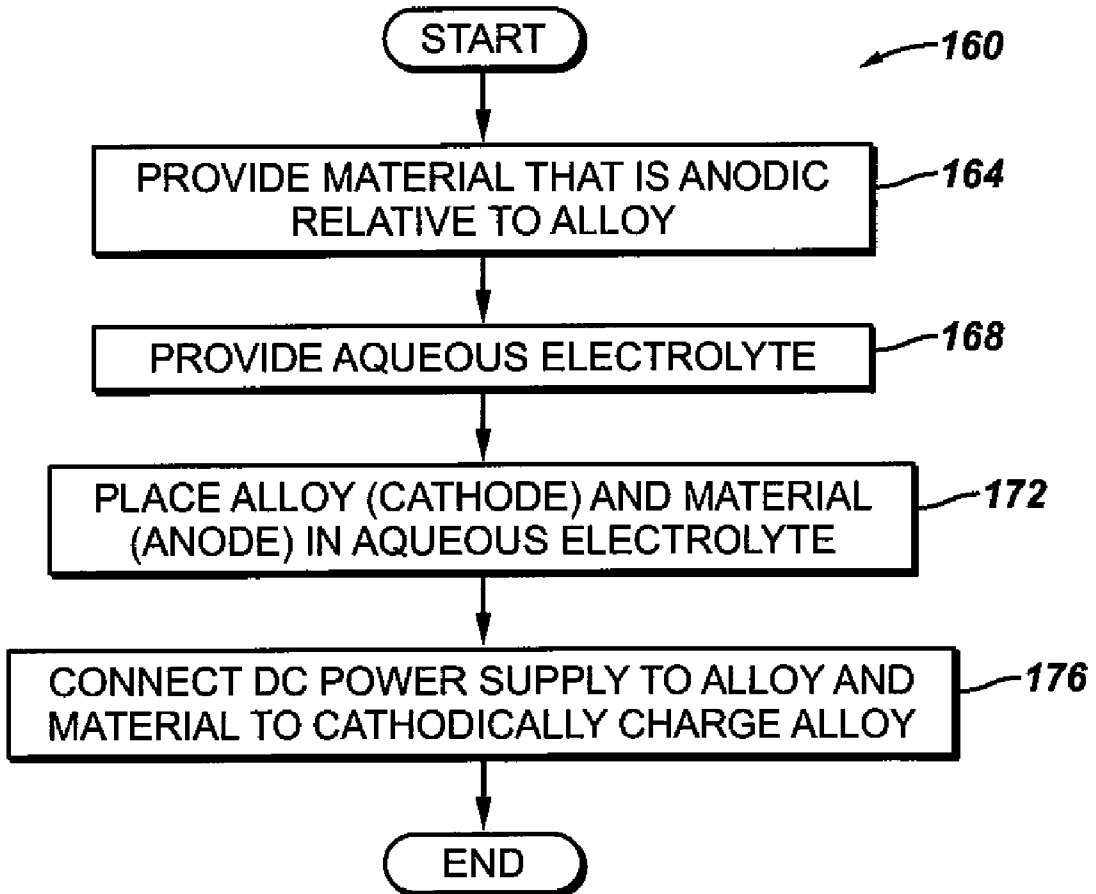 START
160
PROVIDE MATERIAL THAT IS ANODIC
RELATIVE TO ALLOY
164
PROVIDE AQUEOUS ELECTROLYTE
168
PLACE ALLOY (CATHODE) AND MATERIAL
(ANODE) IN AQUEOUS ELECTROLYTE
172
CONNECT DC POWER SUPPLY TO ALLOY AND
MATERIAL TO CATHODICALLY CHARGE ALLOY
176
END